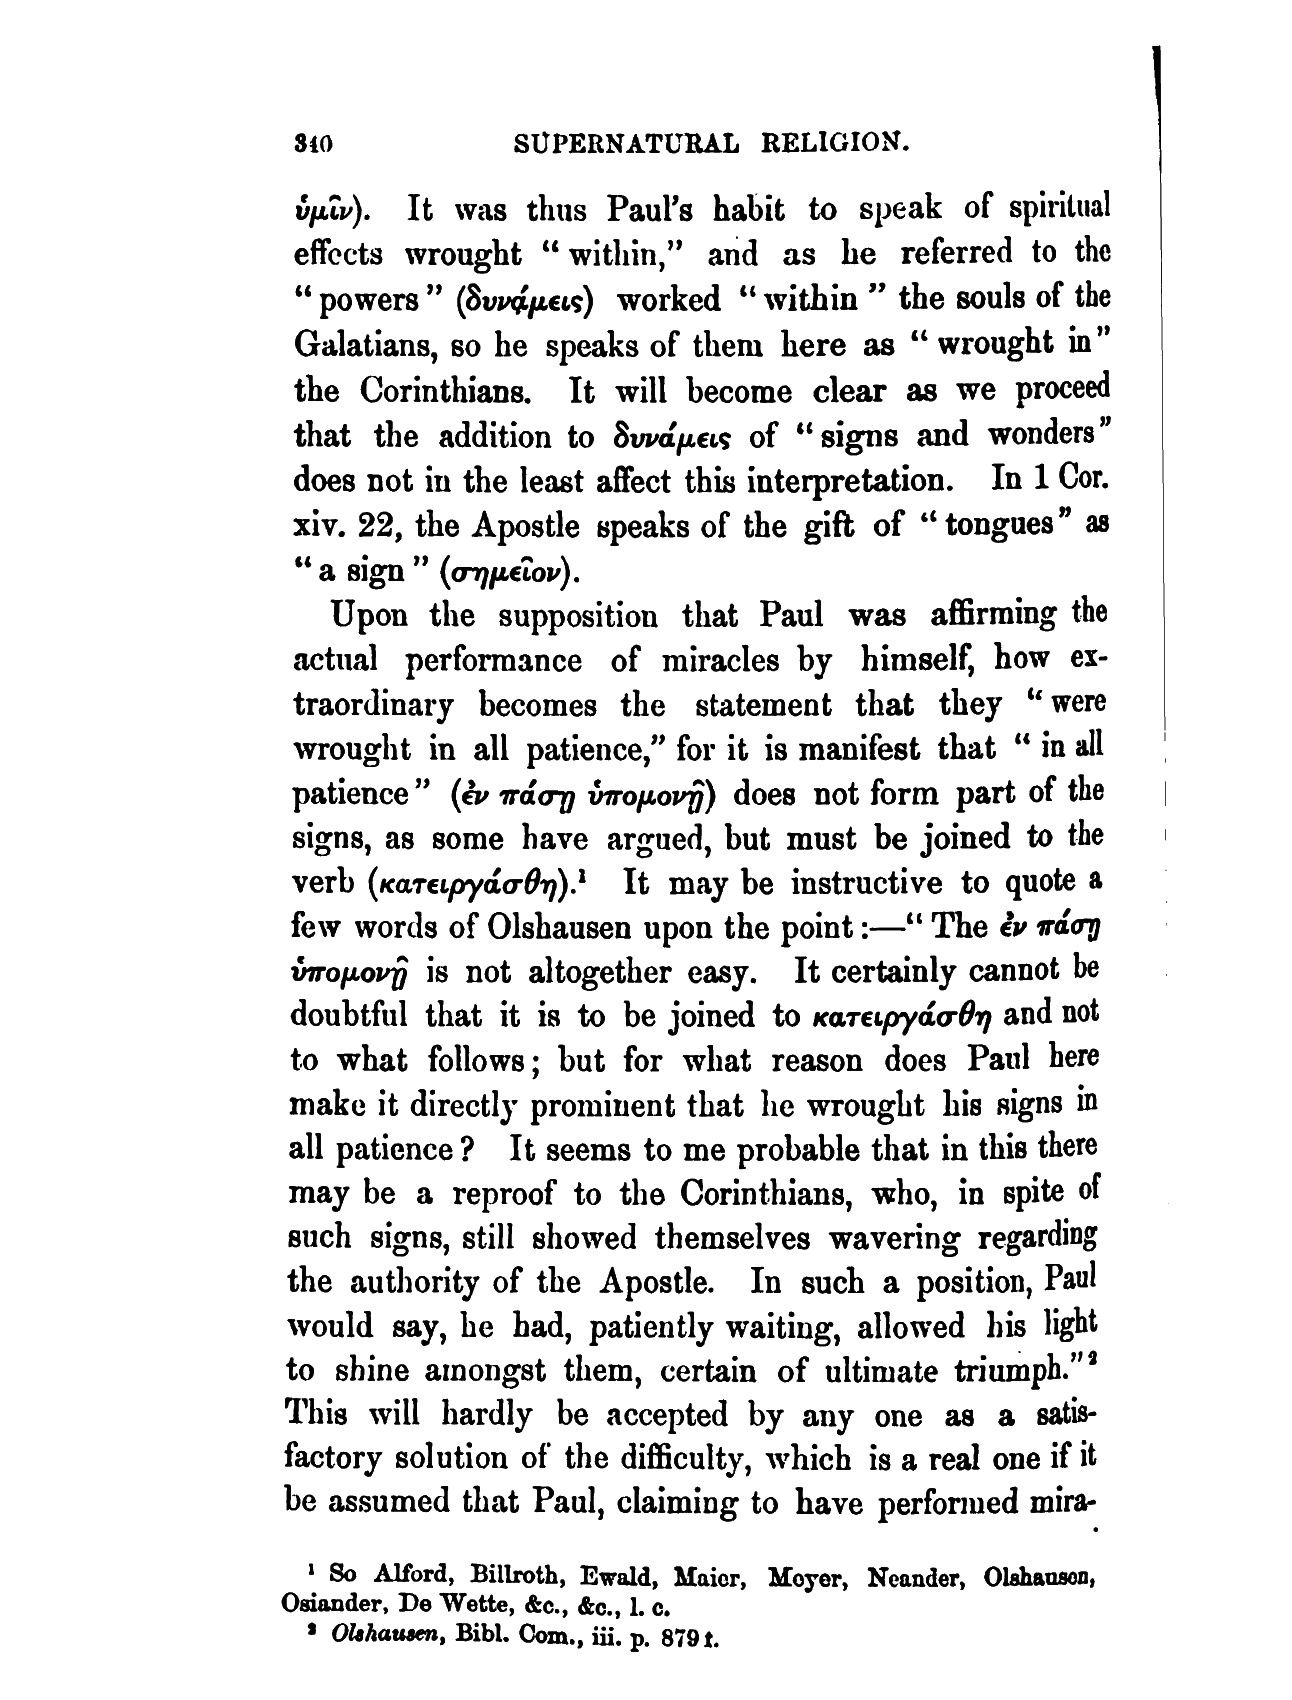 340 SUPERNATURAL RELIGION.
ὑμῖν). It was thus Paul's habit to speak of spiritual
effects wrought “within,” and as he referred to the
“powers” (δυνάμεις) worked “within” the souls of the
Galatians, so he speaks of them here as “wrought in”
the Corinthians. It will become clear as we proceed
that the addition to δυνάμεις of “signs and wonders”
does not in the least affect this interpretation. In 1 Cor.
xiv. 22, the Apostle speaks of the gift of “tongues” as
“a sign” (σημεῖον).
Upon the supposition that Paul was affirming the
actual performance of miracles by himself, how ex-
traordinary becomes the statement that they “were
wrought in all patience,” for it is manifest that “in all
patience” (ἐν πάσῃ ὑπομονῇ) does not form part of the
signs, as some have argued, but must be joined to the
verb (κατειργάσθη).¹ It may be instructive to quote a
few words of Olshausen upon the point:—“The ἐν πάσῃ
ὑπομονῇ is not altogether easy. It certainly cannot be
doubtful that it is to be joined to κατειργάσθη and not
to what follows; but for what reason does Paul here
make it directly prominent that he wrought his signs in
all patience? It seems to me probable that in this there
may be a reproof to the Corinthians, who, in spite of
such signs, still showed themselves wavering regarding
the authority of the Apostle. In such a position, Paul
would say, he had, patiently waiting, allowed his light
to shine amongst them, certain of ultimate triumph.”²
This will hardly be accepted by any one as a satis-
factory solution of the difficulty, which is a real one if it
be assumed that Paul, claiming to have performed mira-
¹ So Alford, Billroth, Ewald, Maier, Meyer, Neander, Olshausen,
Osiander, De Wette, &c., &c., l. c.
² Olshausen, Bibl. Com., iii. p. 879 f.